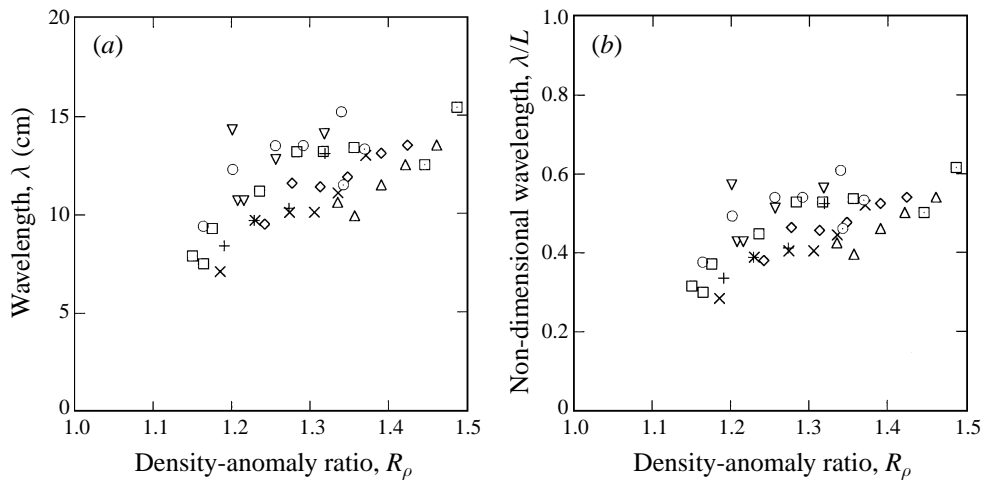 (a)
20
15
10
5
0
1.0 1.1 1.2 1.3 1.4 1.5
Wavelength, λ (cm)
Density-anomaly ratio, Rρ
(b)
1.0
0.8
0.6
0.4
0.2
0
1.0 1.1 1.2 1.3 1.4 1.5
Non-dimensional wavelength, λ/L
Density-anomaly ratio, Rρ